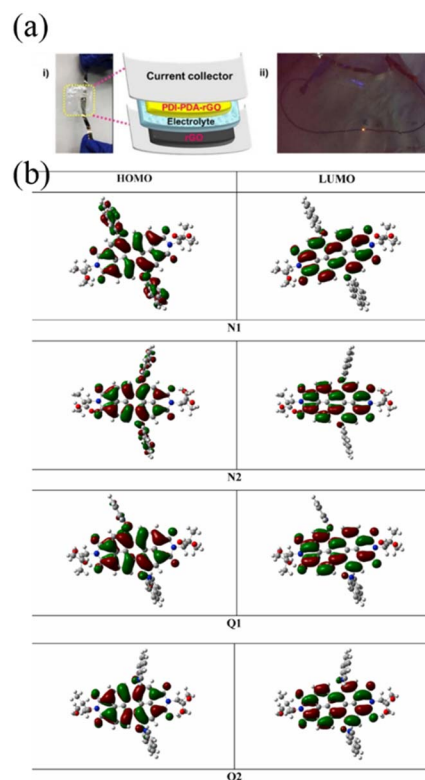 (a)
i)
Current collector
PDI-PDA-rGO
Electrolyte
rGO
ii)
(b)
HOMO LUMO
N1
N2
Q1
Q2